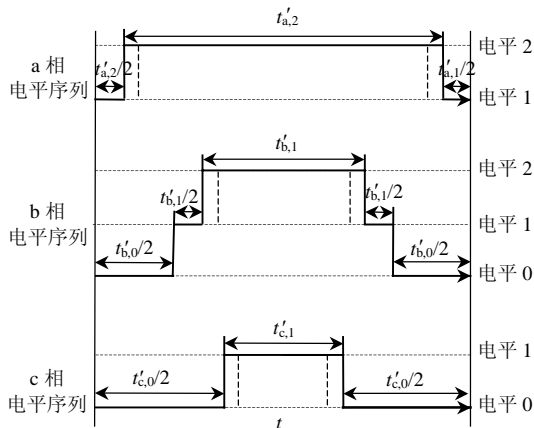 t′a,2
电平 2
a 相
电平序列
t′a,2/2
t′a,1/2
电平 1
t′b,1
电平 2
b 相
电平序列
t′b,1/2
t′b,1/2
电平 1
t′b,0/2
t′b,0/2
电平 0
t′c,1
电平 1
c 相
电平序列
t′c,0/2
t′c,0/2
电平 0
t